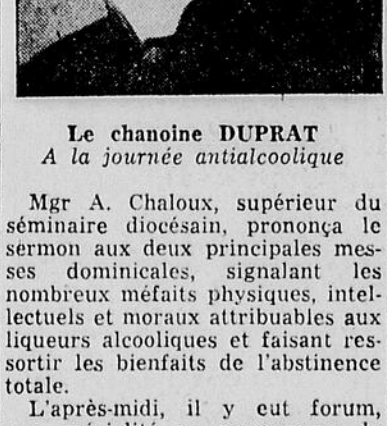 Le chanoine DUPRAT
A la journée antialcoolique
Mgr A. Chaloux, supérieur du
séminaire diocésain, prononça le
sermon aux deux principales mes-
ses dominicales, signalant les
nombreux méfaits physiques, intel-
lectuels et moraux attribuables aux
liqueurs alcooliques et faisant res-
sortir les bienfaits de l'abstinence
totale.
L'après-midi, il y eut forum,